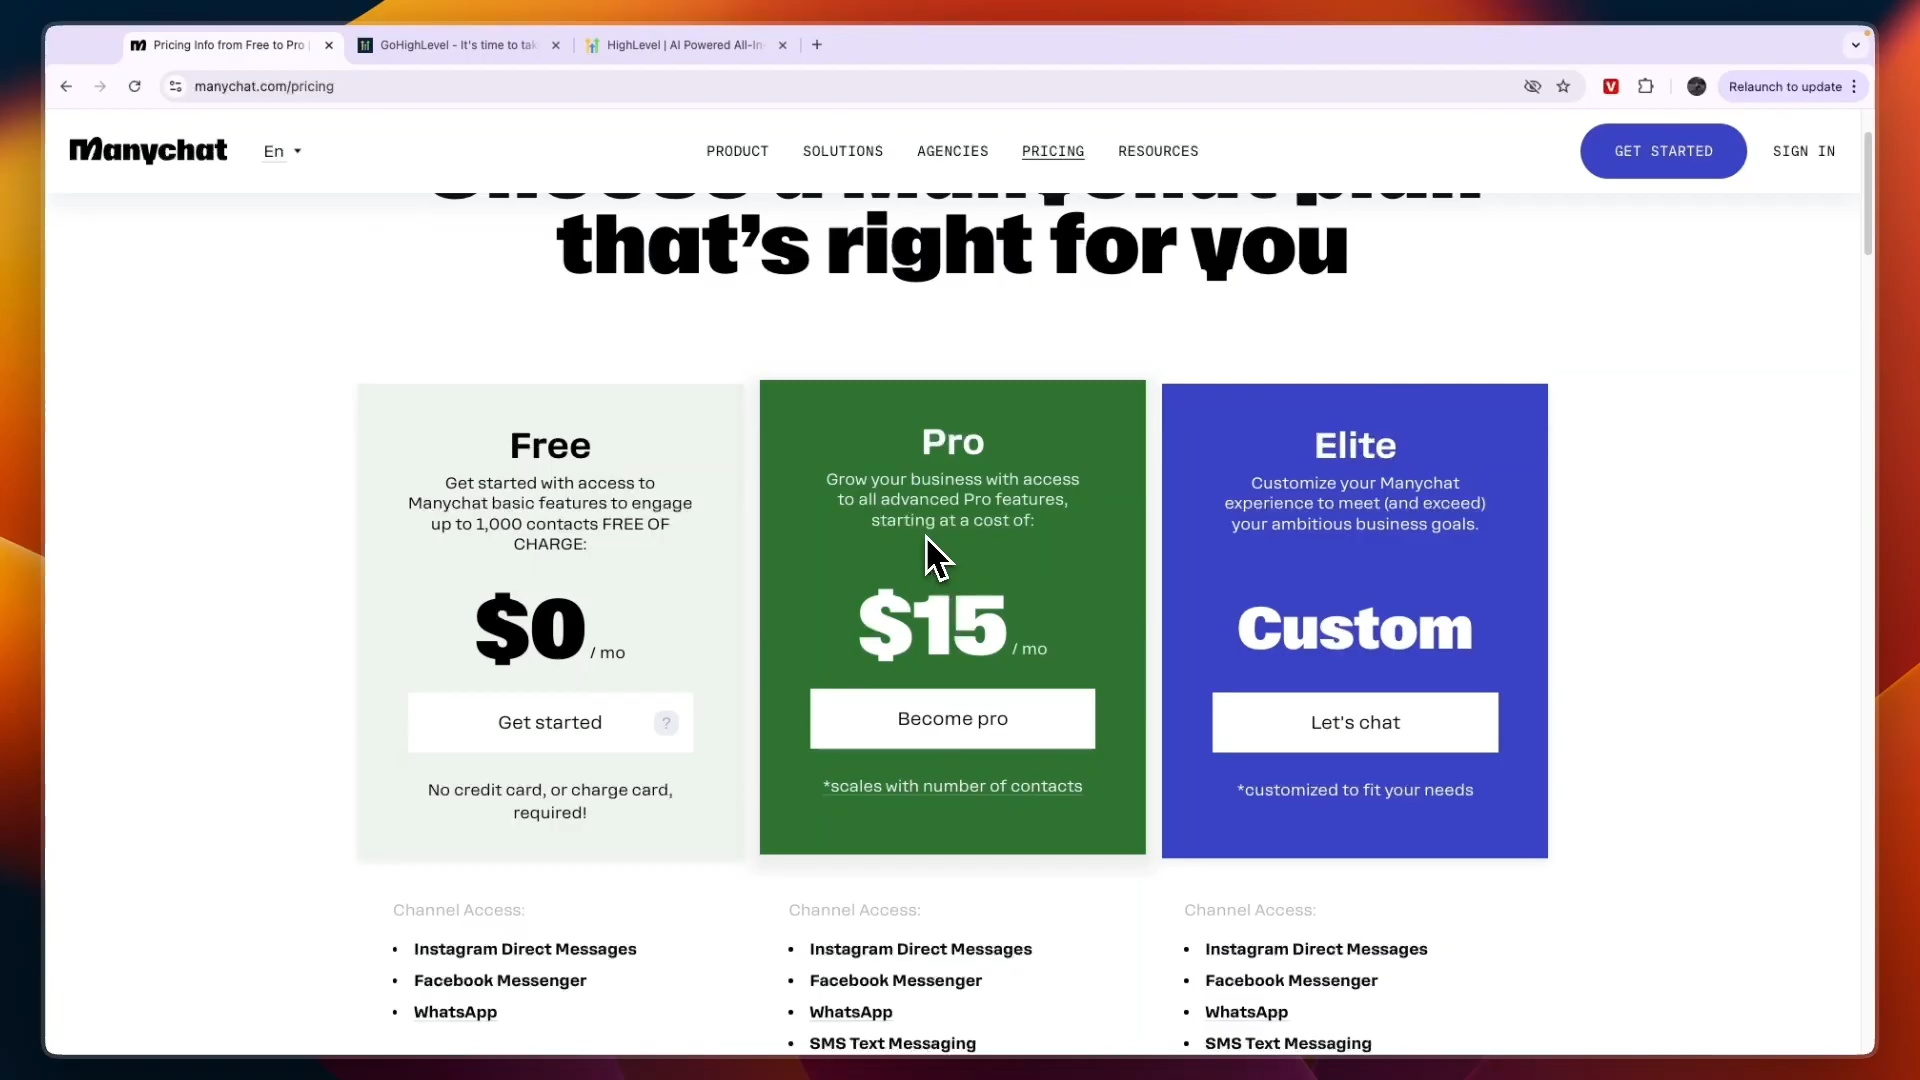 Pricing Info from Free to Pro
GoHighLevel - It's time to tak
HighLevel | AI Powered All-In-
manychat.com/pricing
Relaunch to update
Manychat
En
PRODUCT
SOLUTIONS
AGENCIES
PRICING
RESOURCES
GET STARTED
SIGN IN
Choose a Manychat plan
that's right for you
Free
Get started with access to
Manychat basic features to engage
up to 1,000 contacts FREE OF
CHARGE:
$0 / mo
Get started ?
No credit card, or charge card,
required!
Pro
Grow your business with access
to all advanced Pro features,
starting at a cost of:
$15 / mo
Become pro
*scales with number of contacts
Elite
Customize your Manychat
experience to meet (and exceed)
your ambitious business goals.
Custom
Let's chat
*customized to fit your needs
Channel Access:
• Instagram Direct Messages
• Facebook Messenger
• WhatsApp
Channel Access:
• Instagram Direct Messages
• Facebook Messenger
• WhatsApp
• SMS Text Messaging
Channel Access:
• Instagram Direct Messages
• Facebook Messenger
• WhatsApp
• SMS Text Messaging